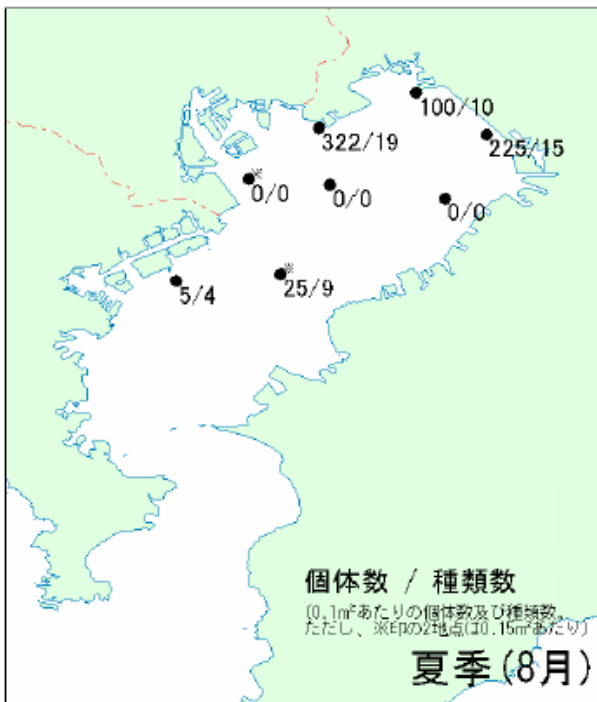 100/10
322/19
225/15
※
0/0
0/0
0/0
※
25/9
5/4
個体数 / 種類数
(0.1㎡あたりの個体数及び種類数。
ただし、※印の2地点は0.15㎡あたり)
夏季(8月)